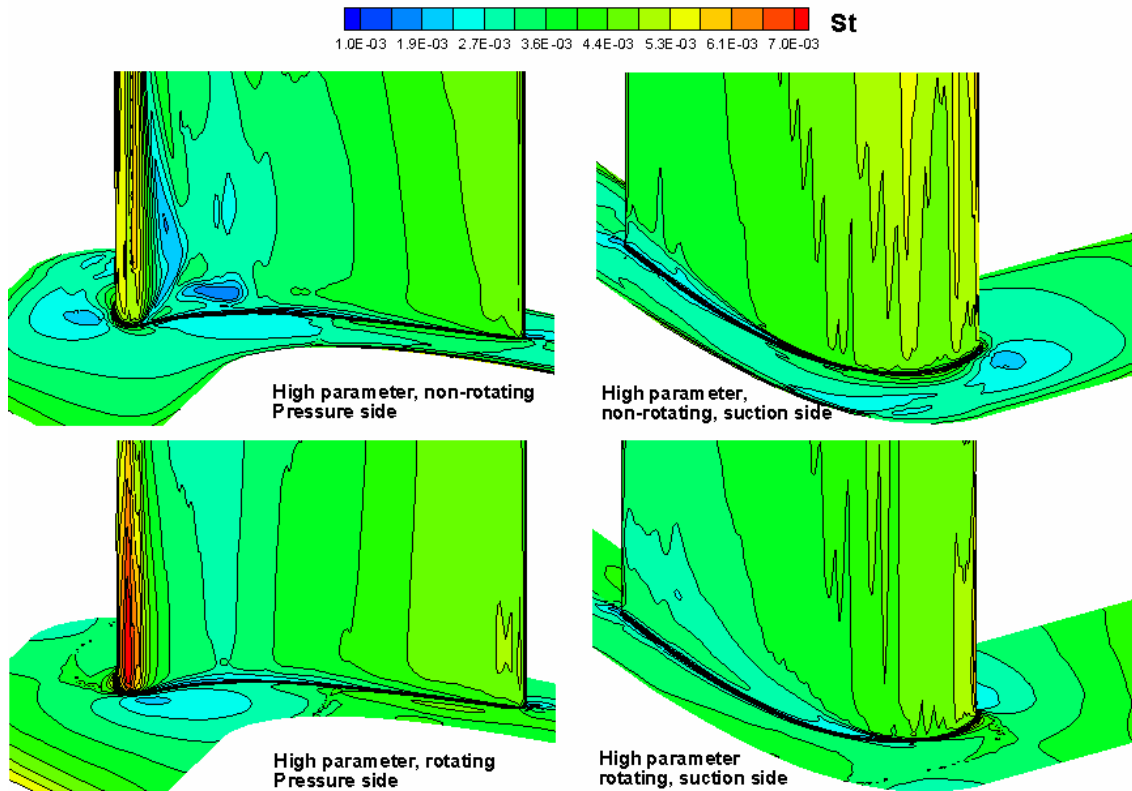 St
1.0E-03 1.9E-03 2.7E-03 3.6E-03 4.4E-03 5.3E-03 6.1E-03 7.0E-03
High parameter, non-rotating
Pressure side
High parameter,
non-rotating, suction side
High parameter, rotating
Pressure side
High parameter
rotating, suction side